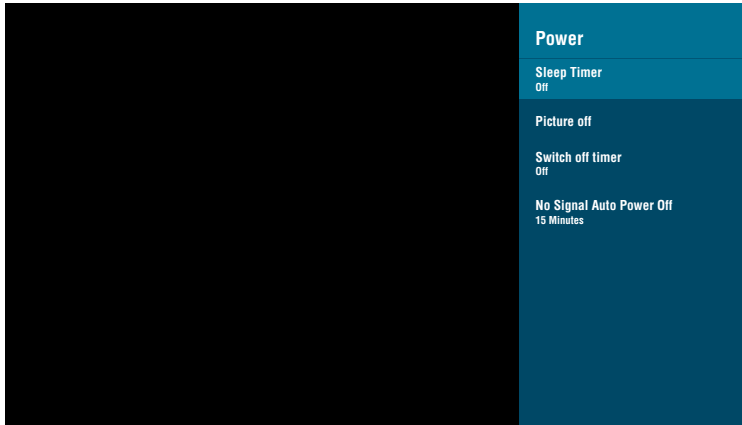 Power
Sleep Timer
Off
Picture off
Switch off timer
Off
No Signal Auto Power Off
15 Minutes